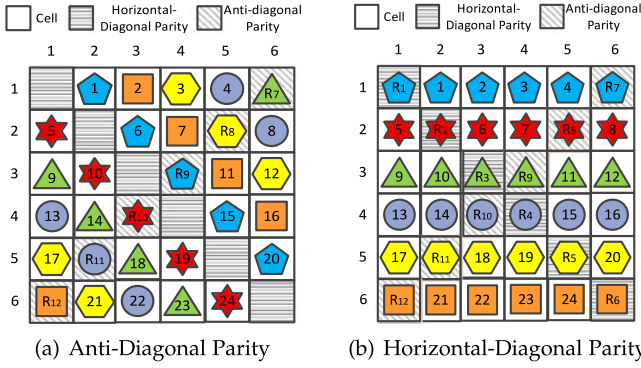 Cell Horizontal-Diagonal Parity Anti-diagonal Parity
1 2 3 4 5 6
1 1 2 3 4 R7
2 5 6 7 R8 8
3 9 10 R9 11 12
4 13 14 R10 15 16
5 17 R11 18 19 20
6 R12 21 22 23 24
(a) Anti-Diagonal Parity
Cell Horizontal-Diagonal Parity Anti-diagonal Parity
1 2 3 4 5 6
1 R1 1 2 3 4 R7
2 5 R2 6 7 R8 8
3 9 10 R3 R9 11 12
4 13 14 R10 R4 15 16
5 17 R11 18 19 R5 20
6 R12 21 22 23 24 R6
(b) Horizontal-Diagonal Parity